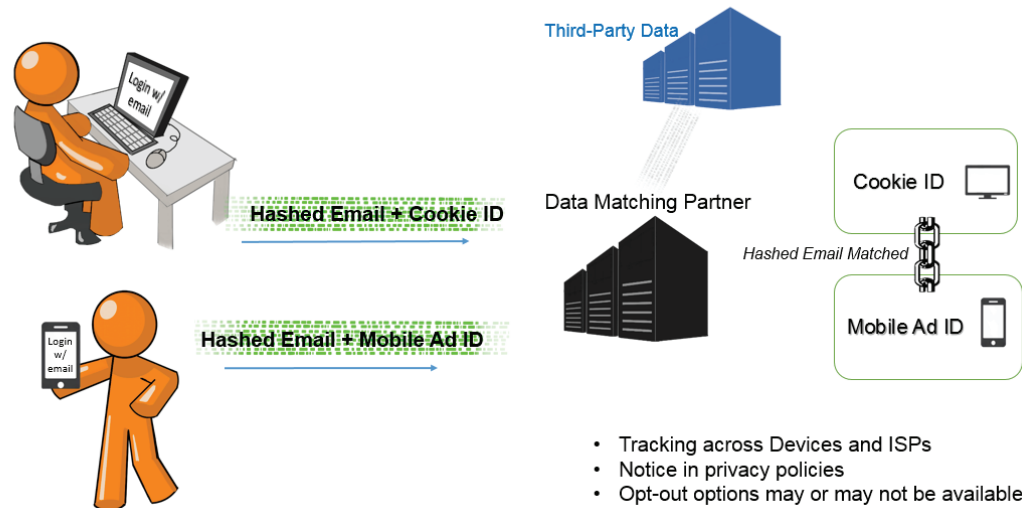 Third-Party Data
Login w/
email
Hashed Email + Cookie ID
Data Matching Partner
Cookie ID
Hashed Email Matched
Mobile Ad ID
Login
w/
email
Hashed Email + Mobile Ad ID
• Tracking across Devices and ISPs
• Notice in privacy policies
• Opt-out options may or may not be available